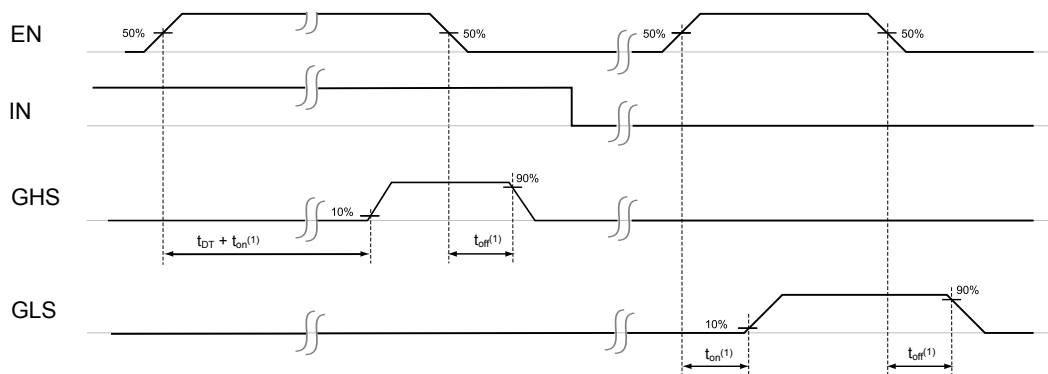 EN
50%
50%
50%
50%
IN
GHS
10%
90%
tDT + ton(1)
toff(1)
GLS
10%
90%
ton(1)
toff(1)